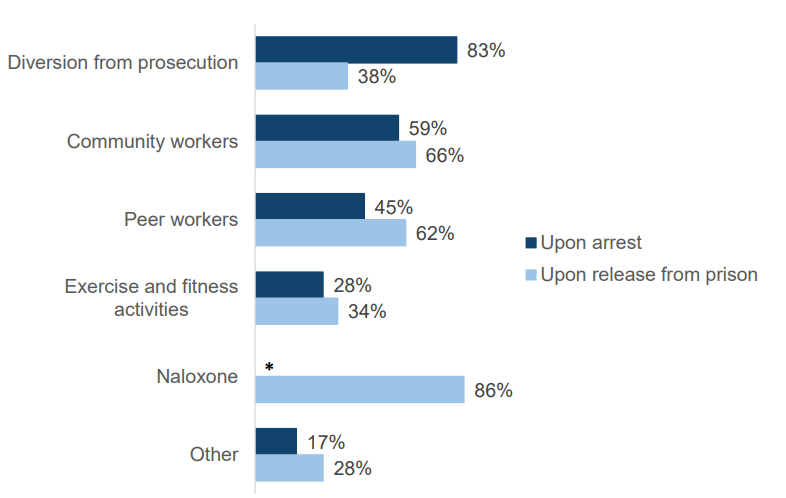 Diversion from prosecution
83%
38%
Community workers
59%
66%
Peer workers
45%
62%
Upon arrest
Upon release from prison
Exercise and fitness
activities
28%
34%
Naloxone
*
86%
Other
17%
28%